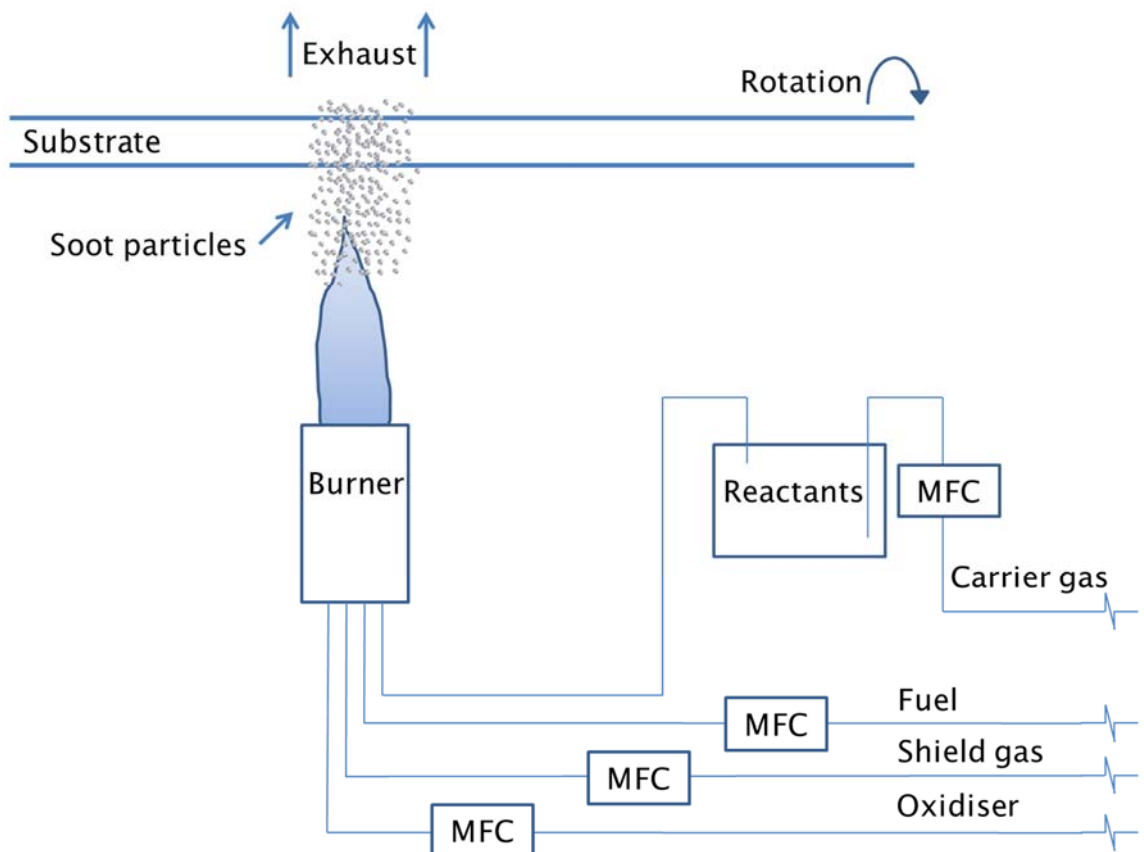 Exhaust
Rotation
Substrate
Soot particles
Burner
Reactants
MFC
Carrier gas
Fuel
MFC
Shield gas
MFC
Oxidiser
MFC